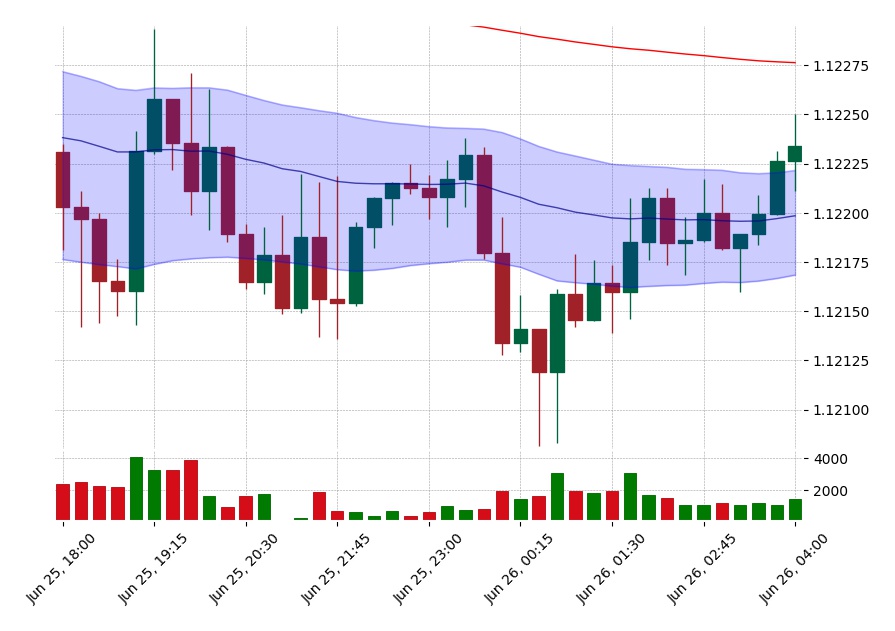 1.12275
1.12250
1.12225
1.12200
1.12175
1.12150
1.12125
1.12100
4000
2000
Jun 25, 18:00
Jun 25, 19:15
Jun 25, 20:30
Jun 25, 21:45
Jun 25, 23:00
Jun 26, 00:15
Jun 26, 01:30
Jun 26, 02:45
Jun 26, 04:00